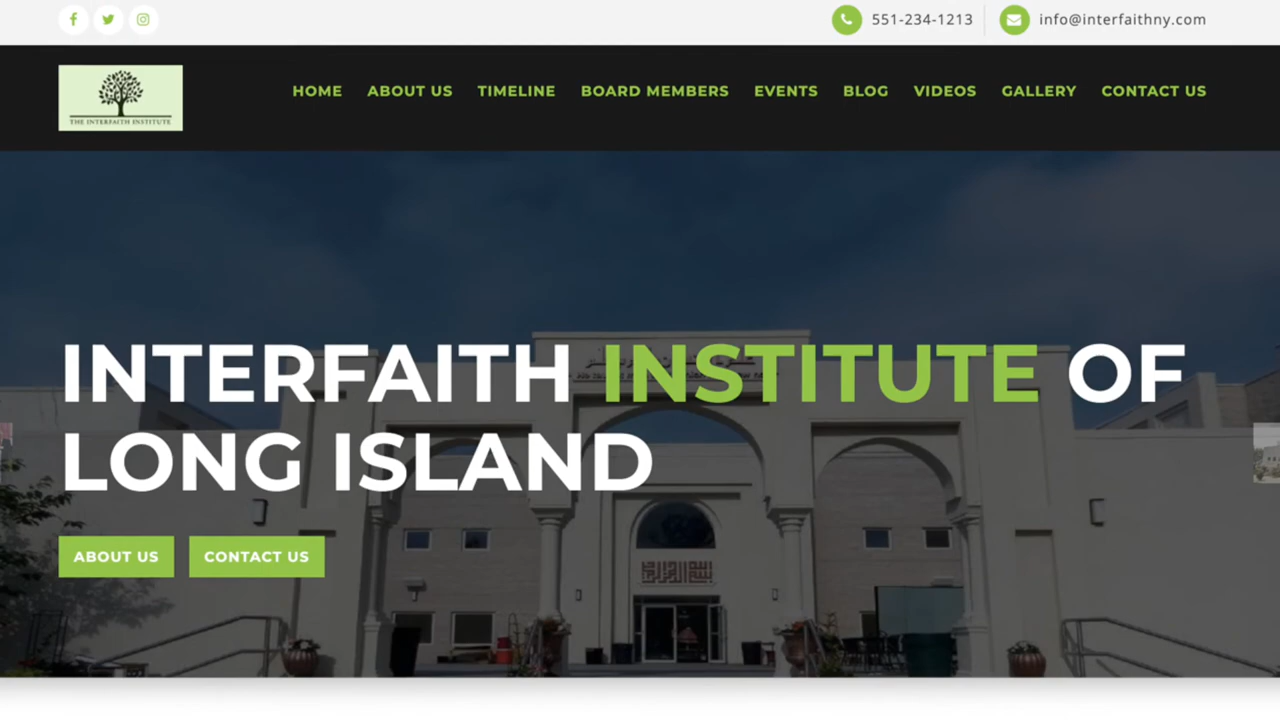 551-234-1213
info@interfaithny.com
THE INTERFAITH INSTITUTE
HOME ABOUT US TIMELINE BOARD MEMBERS EVENTS BLOG VIDEOS GALLERY CONTACT US
INTERFAITH INSTITUTE OF
LONG ISLAND
ABOUT US CONTACT US